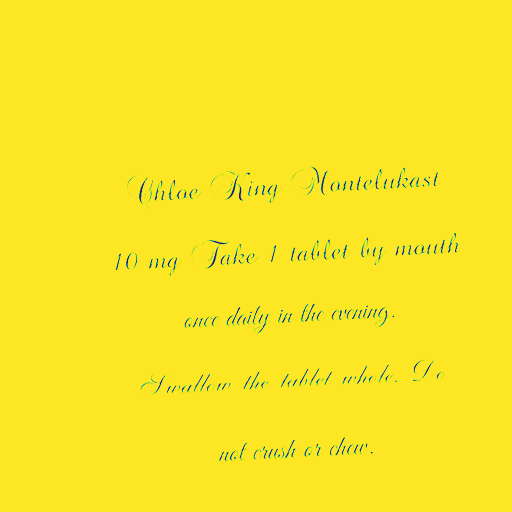 Chloe King Montelukast
10 mg Take 1 tablet by mouth
once daily in the evening.
Swallow the tablet whole. Do
not crush or chew.